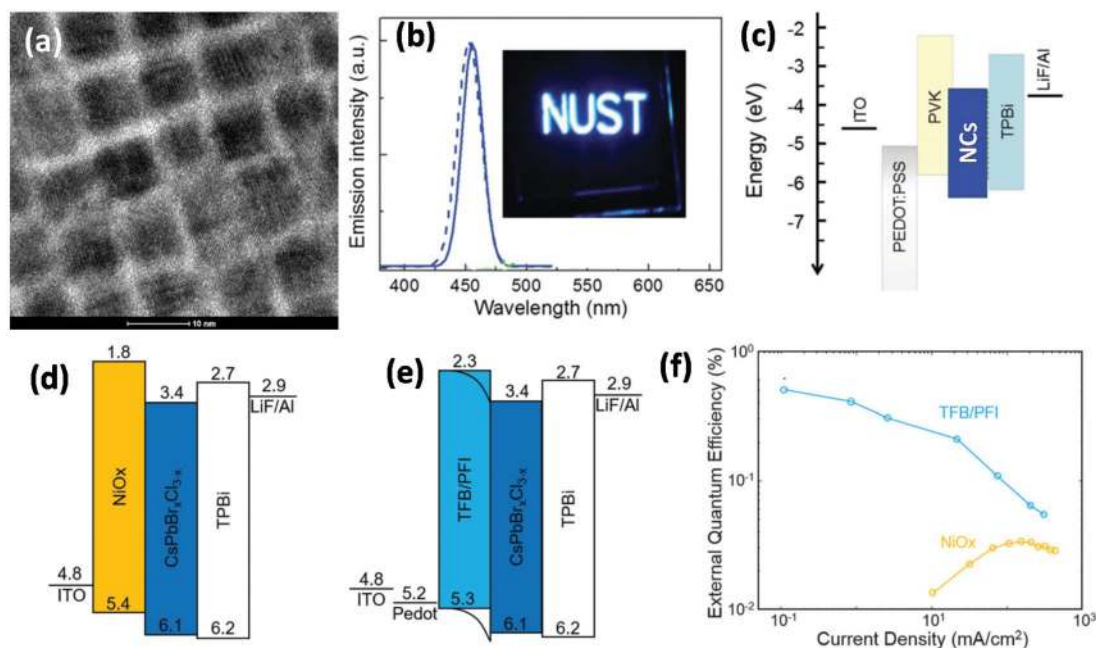 (a)
10 nm
(b)
Emission intensity (a.u.)
NUST
400 450 500 550 600 650
Wavelength (nm)
(c)
Energy (eV)
-2
-3
-4
-5
-6
-7
ITO
PEDOT:PSS
PVK
NCs
TPBi
LiF/Al
(d)
1.8
3.4
2.7
2.9
LiF/Al
NiOx
CsPbBrₓCl₃₋ₓ
TPBi
4.8
ITO
5.4
6.1
6.2
(e)
2.3
3.4
2.7
2.9
LiF/Al
TFB/PFI
CsPbBrₓCl₃₋ₓ
TPBi
4.8
ITO
5.2
Pedot
5.3
6.1
6.2
(f)
External Quantum Efficiency (%)
10⁰
10⁻¹
10⁻²
TFB/PFI
NiOx
10⁻¹ 10¹ 10³
Current Density (mA/cm²)